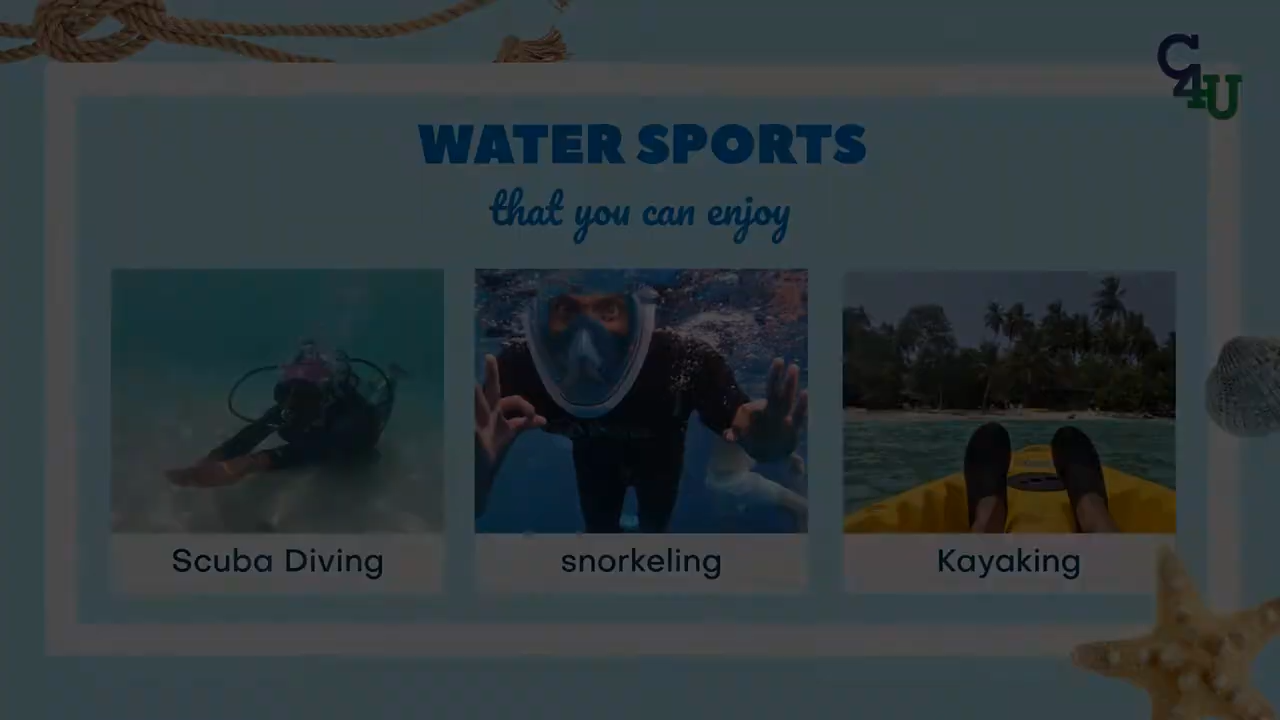 C4U
WATER SPORTS
that you can enjoy
Scuba Diving
snorkeling
Kayaking